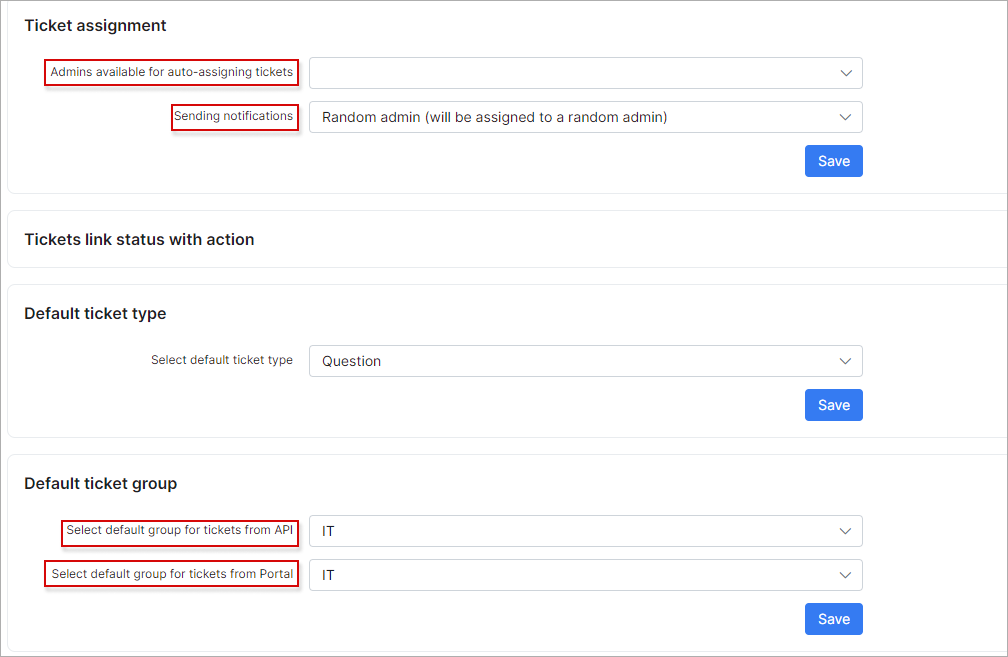 Ticket assignment
Admins available for auto-assigning tickets
Sending notifications Random admin (will be assigned to a random admin)
Save
Tickets link status with action
Default ticket type
Select default ticket type Question
Save
Default ticket group
Select default group for tickets from API IT
Select default group for tickets from Portal IT
Save